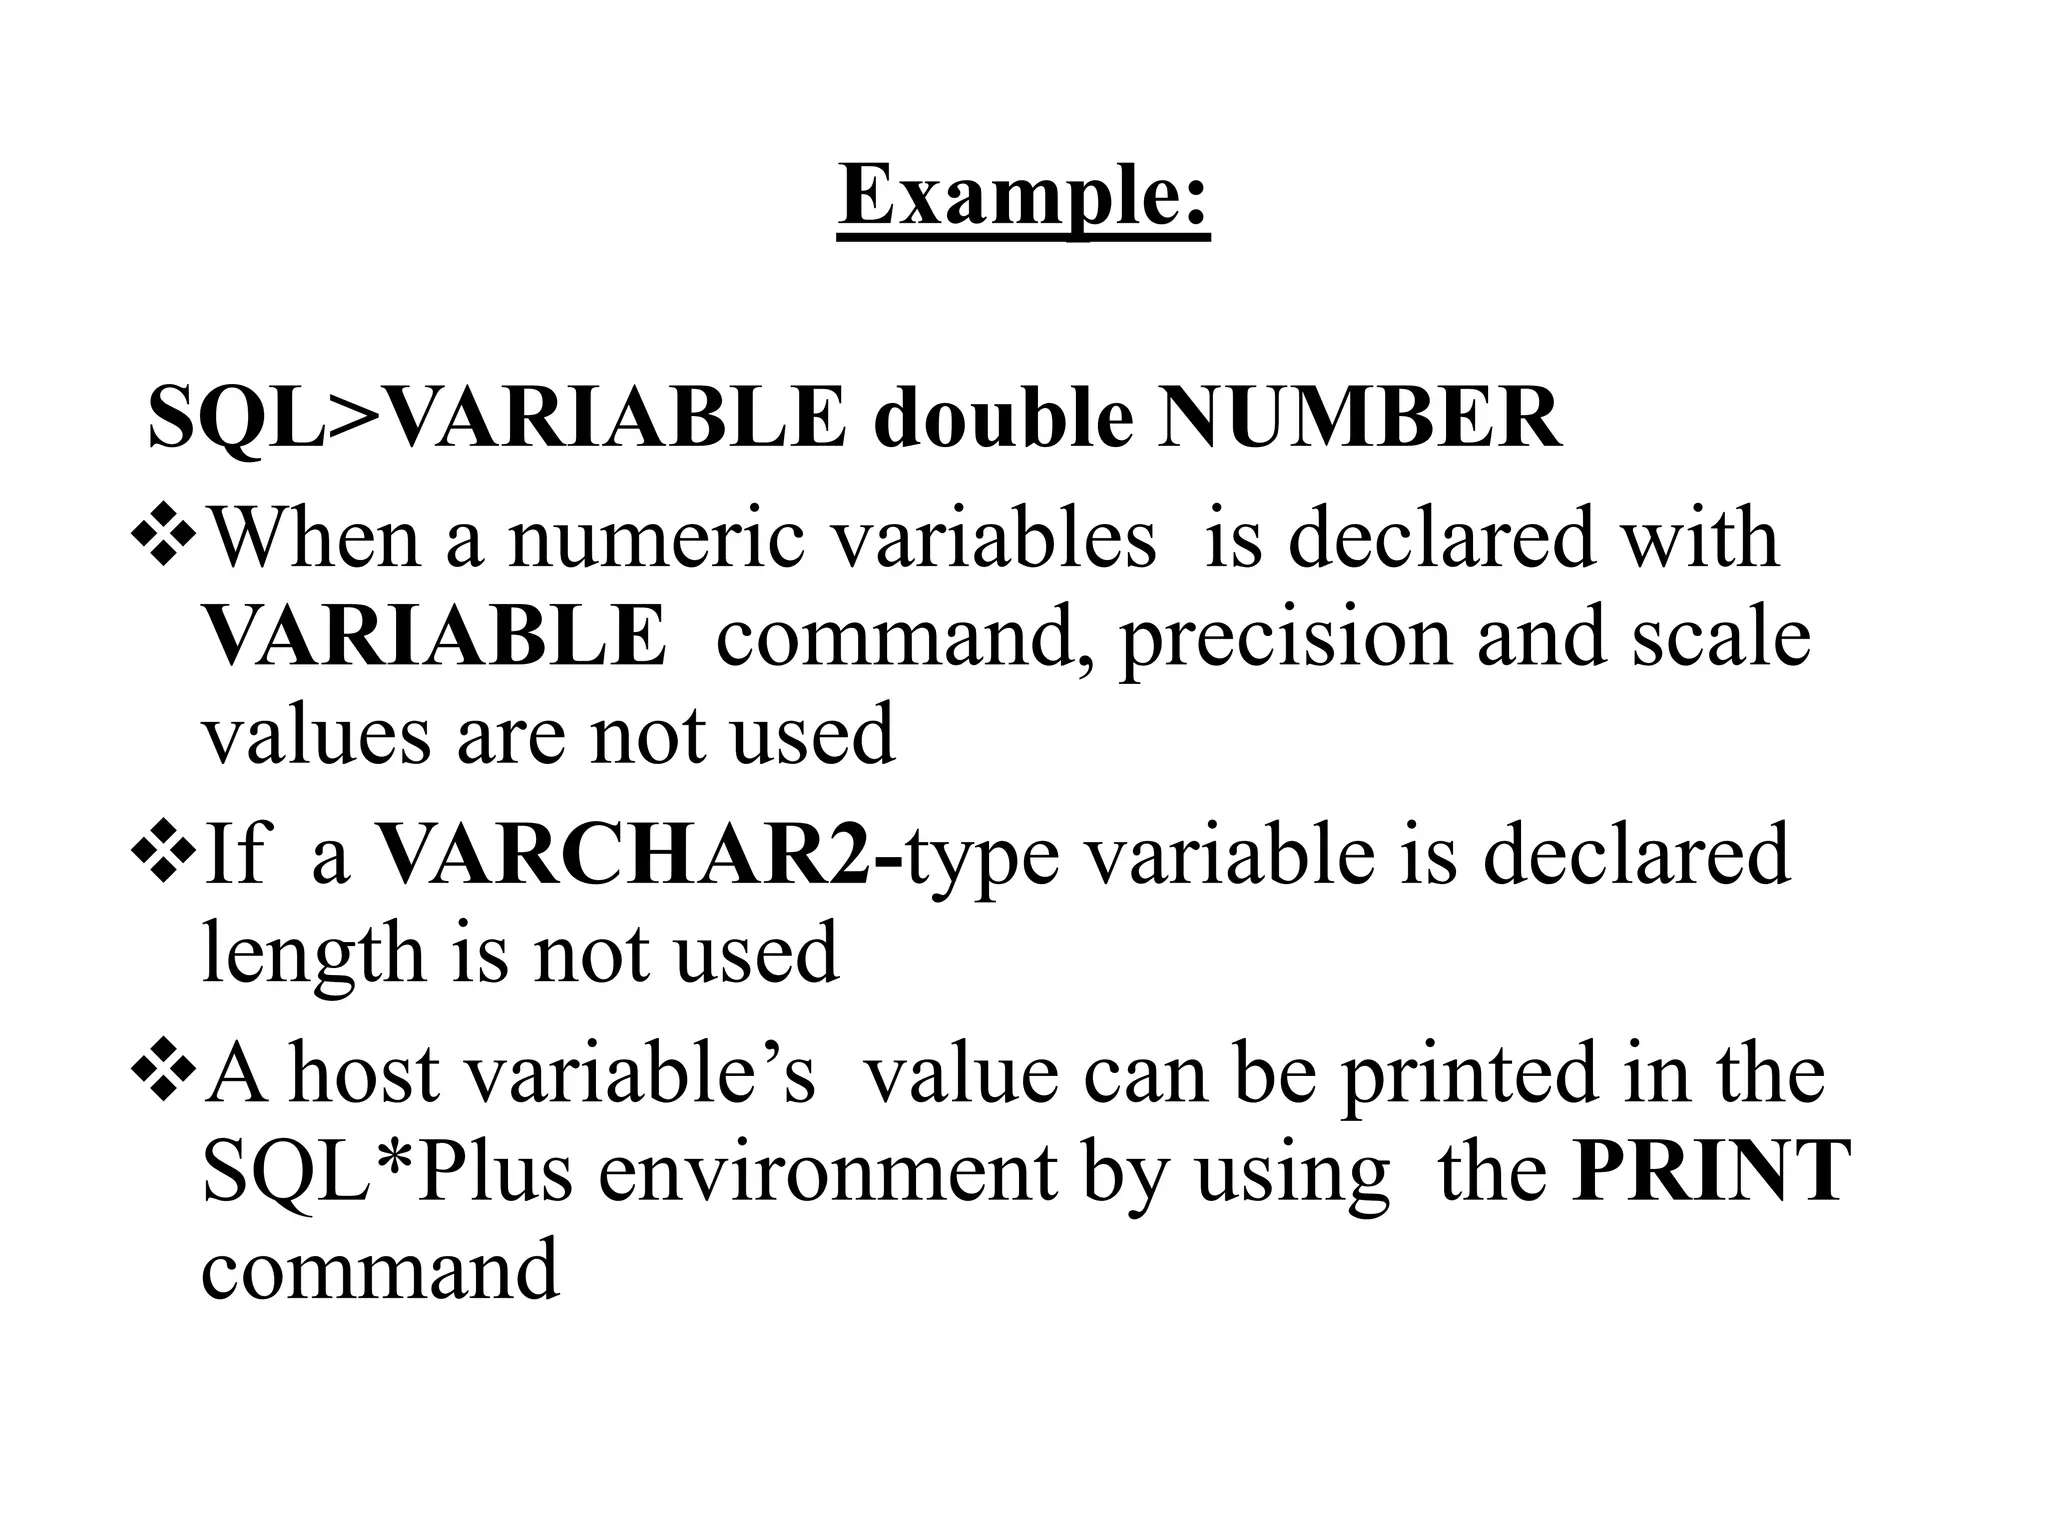 Example:
SQL>VARIABLE double NUMBER
❖When a numeric variables  is declared with
VARIABLE  command, precision and scale
values are not used
❖If  a VARCHAR2-type variable is declared
length is not used
❖A host variable’s  value can be printed in the
SQL*Plus environment by using  the PRINT
command